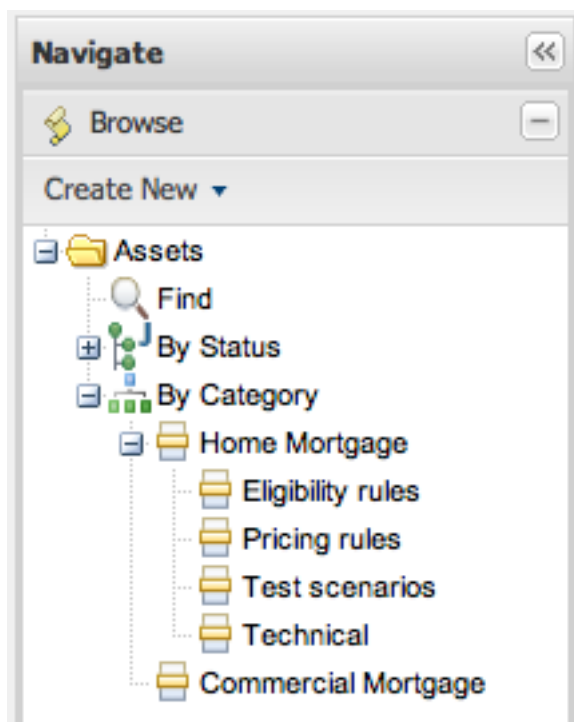 Navigate
Browse
Create New
Assets
Find
By Status
By Category
Home Mortgage
Eligibility rules
Pricing rules
Test scenarios
Technical
Commercial Mortgage